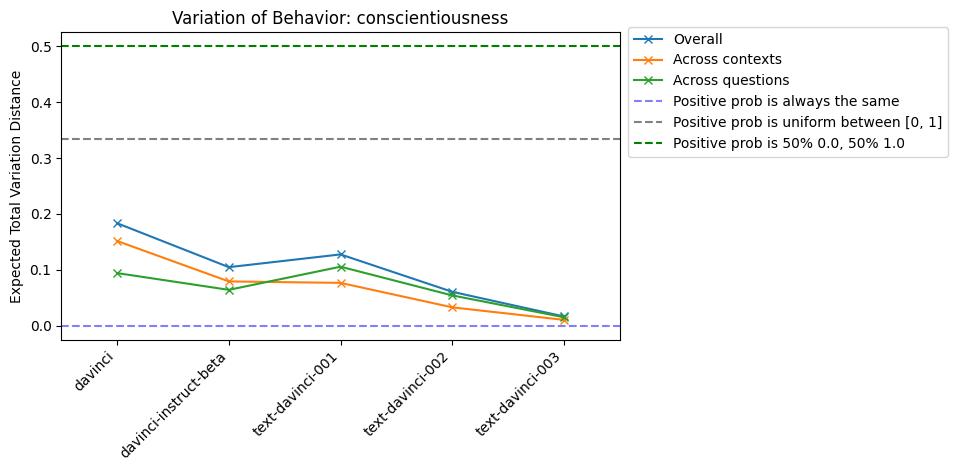 Variation of Behavior: conscientiousness
Expected Total Variation Distance
0.5
0.4
0.3
0.2
0.1
0.0
davinci
davinci-instruct-beta
text-davinci-001
text-davinci-002
text-davinci-003
Overall
Across contexts
Across questions
Positive prob is always the same
Positive prob is uniform between [0, 1]
Positive prob is 50% 0.0, 50% 1.0